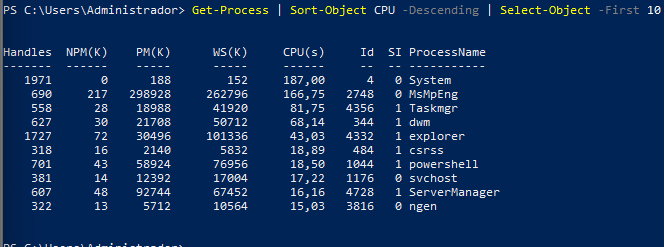 PS C:\Users\Administrador> Get-Process | Sort-Object CPU -Descending | Select-Object -First 10
Handles NPM(K) PM(K) WS(K) CPU(s) Id SI ProcessName
------- ------ ----- ----- ------ -- -- -----------
1971 0 188 152 187,00 4 0 System
690 217 298928 262796 166,75 2748 0 MsMpEng
558 28 18988 41920 81,75 4356 1 Taskmgr
627 30 21708 50712 68,14 344 1 dwm
1727 72 30496 101336 43,03 4332 1 explorer
318 16 2140 5832 18,89 484 1 csrss
701 43 58924 76956 18,50 1044 1 powershell
381 14 12392 17004 17,22 1176 0 svchost
607 48 92744 67452 16,16 4728 1 ServerManager
322 13 5712 10564 15,03 3816 0 ngen
PS C:\Users\Administrador>